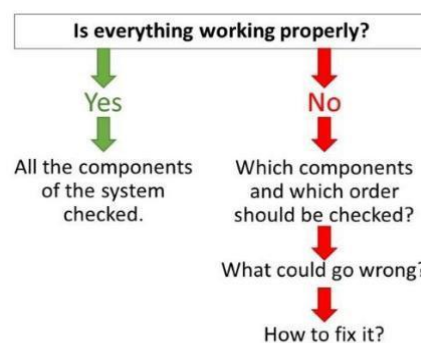 Is everything working properly?
Yes
No
All the components
of the system
checked.
Which components
and which order
should be checked?
What could go wrong?
How to fix it?